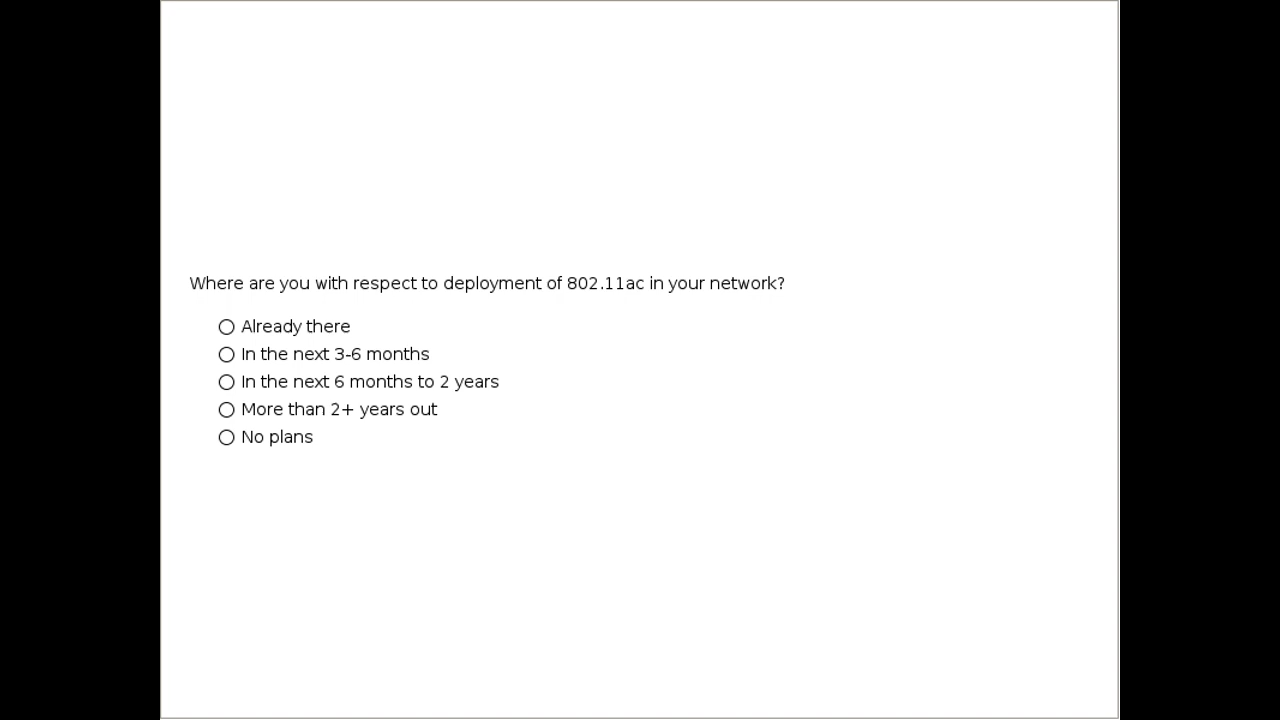 Where are you with respect to deployment of 802.11ac in your network?
Already there
In the next 3-6 months
In the next 6 months to 2 years
More than 2+ years out
No plans